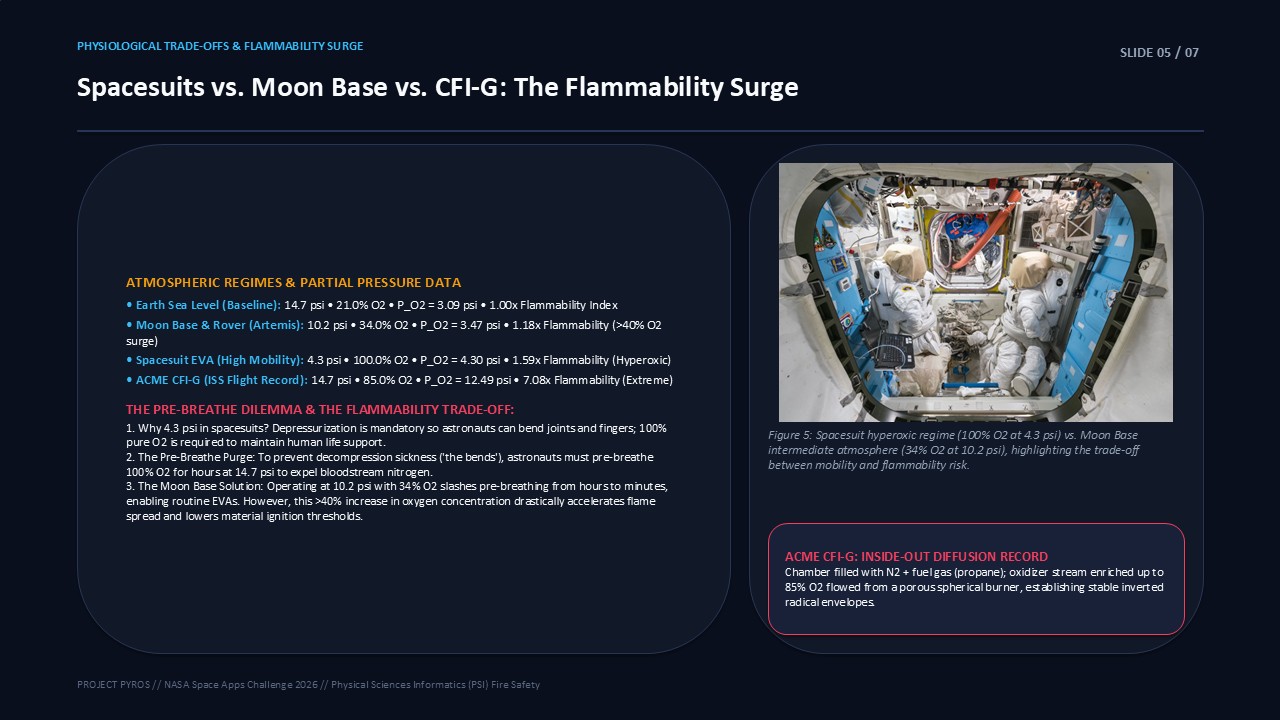 PHYSIOLOGICAL TRADE-OFFS & FLAMMABILITY SURGE
SLIDE 05 / 07
Spacesuits vs. Moon Base vs. CFI-G: The Flammability Surge
ATMOSPHERIC REGIMES & PARTIAL PRESSURE DATA
• Earth Sea Level (Baseline): 14.7 psi • 21.0% O2 • P_O2 = 3.09 psi • 1.00x Flammability Index
• Moon Base & Rover (Artemis): 10.2 psi • 34.0% O2 • P_O2 = 3.47 psi • 1.18x Flammability (>40% O2
surge)
• Spacesuit EVA (High Mobility): 4.3 psi • 100.0% O2 • P_O2 = 4.30 psi • 1.59x Flammability (Hyperoxic)
• ACME CFI-G (ISS Flight Record): 14.7 psi • 85.0% O2 • P_O2 = 12.49 psi • 7.08x Flammability (Extreme)
THE PRE-BREATHE DILEMMA & THE FLAMMABILITY TRADE-OFF:
1. Why 4.3 psi in spacesuits? Depressurization is mandatory so astronauts can bend joints and fingers; 100%
pure O2 is required to maintain human life support.
2. The Pre-Breathe Purge: To prevent decompression sickness ('the bends'), astronauts must pre-breathe
100% O2 for hours at 14.7 psi to expel bloodstream nitrogen.
3. The Moon Base Solution: Operating at 10.2 psi with 34% O2 slashes pre-breathing from hours to minutes,
enabling routine EVAs. However, this >40% increase in oxygen concentration drastically accelerates flame
spread and lowers material ignition thresholds.
Figure 5: Spacesuit hyperoxic regime (100% O2 at 4.3 psi) vs. Moon Base
intermediate atmosphere (34% O2 at 10.2 psi), highlighting the trade-off
between mobility and flammability risk.
ACME CFI-G: INSIDE-OUT DIFFUSION RECORD
Chamber filled with N2 + fuel gas (propane); oxidizer stream enriched up to
85% O2 flowed from a porous spherical burner, establishing stable inverted
radical envelopes.
PROJECT PYROS // NASA Space Apps Challenge 2026 // Physical Sciences Informatics (PSI) Fire Safety